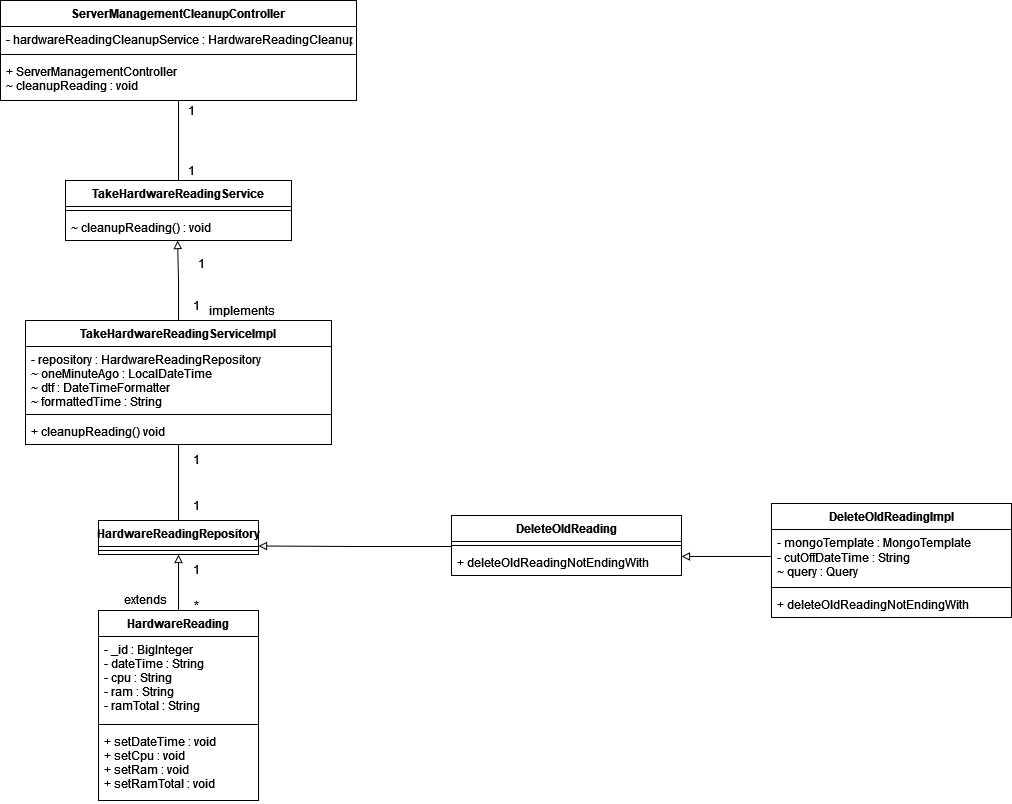 ServerManagementCleanupController
- hardwareReadingCleanupService : HardwareReadingCleanup
+ ServerManagementController
~ cleanupReading : void
1
1
TakeHardwareReadingService
~ cleanupReading() : void
1
1
implements
TakeHardwareReadingServiceImpl
- repository : HardwareReadingRepository
~ oneMinuteAgo : LocalDateTime
~ dtf : DateTimeFormatter
~ formattedTime : String
+ cleanupReading() void
1
1
HardwareReadingRepository
DeleteOldReading
+ deleteOldReadingNotEndingWith
DeleteOldReadingImpl
- mongoTemplate : MongoTemplate
- cutOffDateTime : String
~ query : Query
+ deleteOldReadingNotEndingWith
1
extends
*
HardwareReading
- _id : BigInteger
- dateTime : String
- cpu : String
- ram : String
- ramTotal : String
+ setDateTime : void
+ setCpu : void
+ setRam : void
+ setRamTotal : void